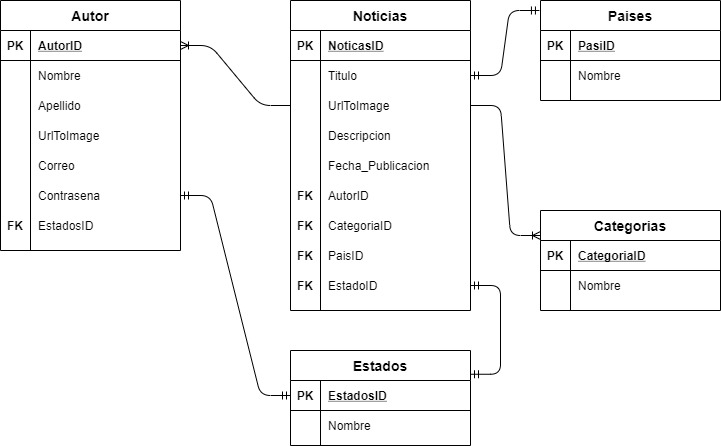 Autor
PK AutorID
Nombre
Apellido
UrlToImage
Correo
Contrasena
FK EstadosID
Noticias
PK NoticasID
Titulo
UrlToImage
Descripcion
Fecha_Publicacion
FK AutorID
FK CategoriaID
FK PaisID
FK EstadoID
Paises
PK PasiID
Nombre
Categorias
PK CategoriaID
Nombre
Estados
PK EstadosID
Nombre